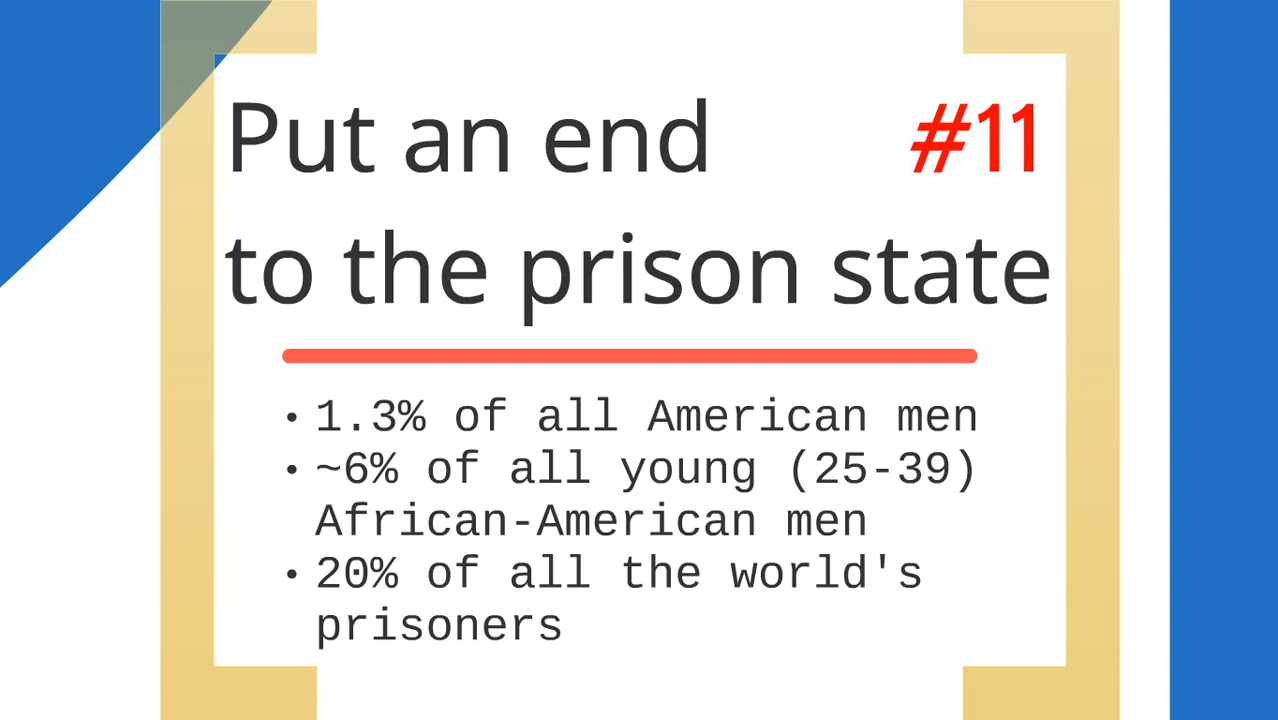 Put an end #11
to the prison state
• 1.3% of all American men
• ~6% of all young (25-39)
African-American men
• 20% of all the world's
prisoners